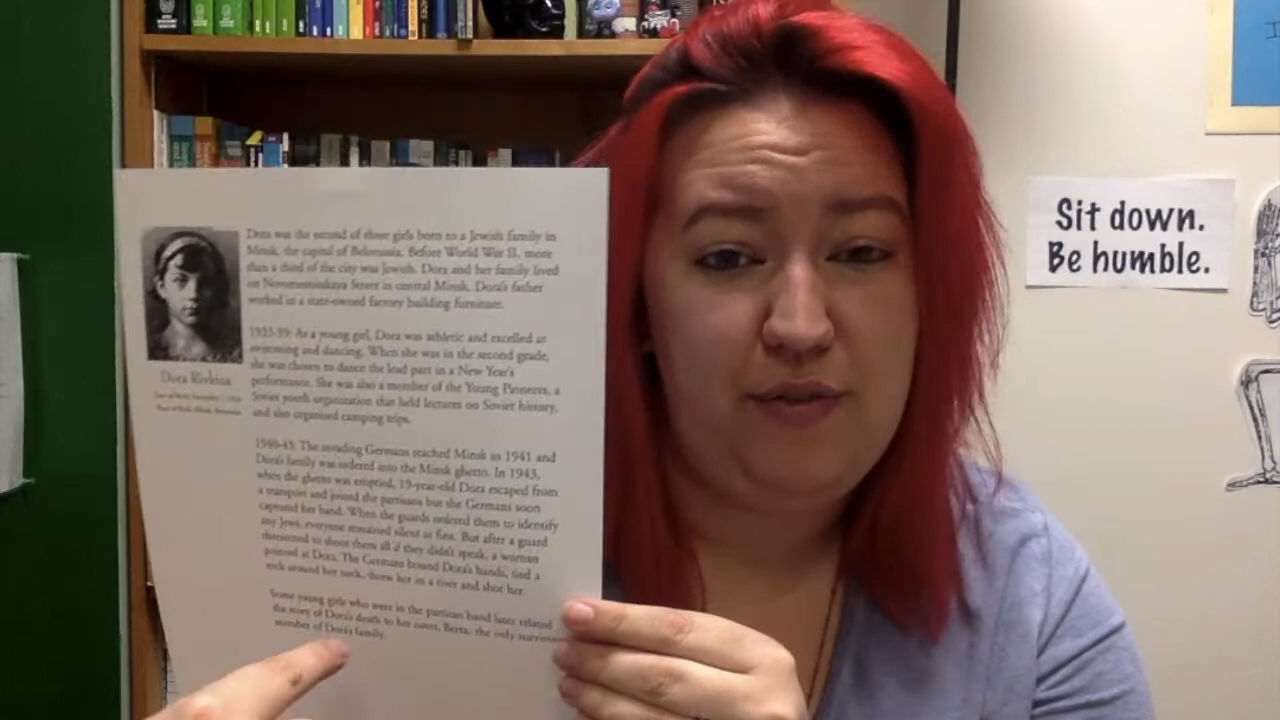 Sit down.
Be humble.
Dora was the second of three girls born to a Jewish family in
Minsk, the capital of Belorussia. Before World War II, more
than a third of the city was Jewish. Dora and her family lived
on Novomesnitskaya Street in central Minsk. Dora's father
worked in a state-owned factory building furniture.
Dora Rivkina
1933-39: As a young girl, Dora was athletic and excelled at
swimming and dancing. When she was in the second grade,
she was chosen to dance the lead part in a New Year's
performance. She was also a member of the Young Pioneers, a
Soviet youth organization that held lectures on Soviet history,
and also organized camping trips.
1940-43: The invading Germans reached Minsk in 1941 and
Dora's family was ordered into the Minsk ghetto. In 1943,
when the ghetto was emptied, 19-year-old Dora escaped from
a transport and joined the partisans but the Germans soon
captured her band. When the guards ordered them to identify
any Jews, everyone remained silent at first. But after a guard
threatened to shoot them all if they didn't speak, a woman
pointed at Dora. The Germans bound Dora's hands, tied a
rock around her neck, threw her in a river and shot her.
Some young girls who were in the partisan band later related
the story of Dora's death to her sister, Berta, the only surviving
member of Dora's family.